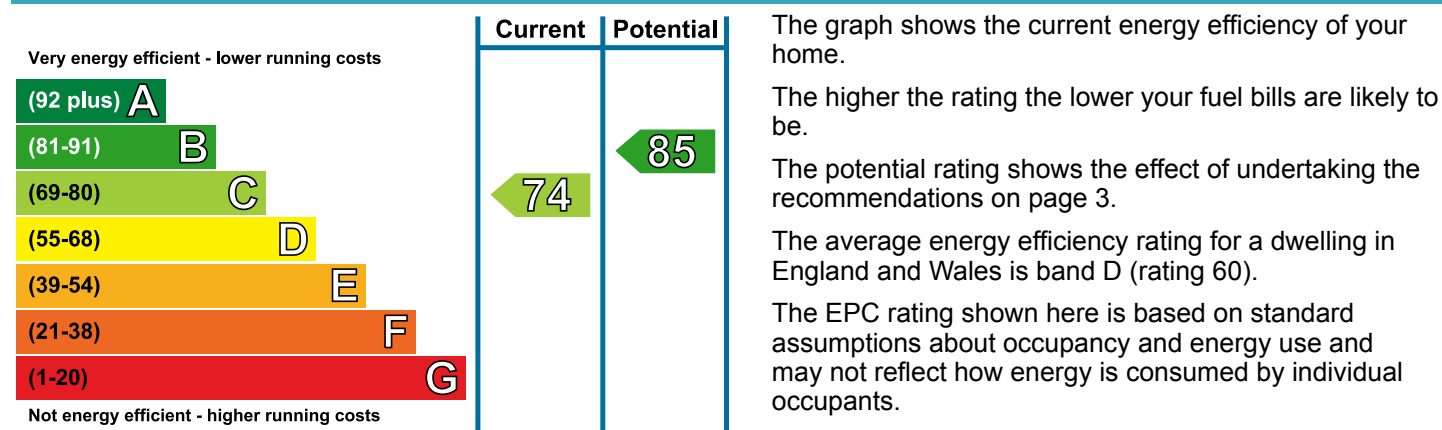 Current Potential
Very energy efficient - lower running costs
(92 plus) A
(81-91) B
85
(69-80) C
74
(55-68) D
(39-54) E
(21-38) F
(1-20) G
Not energy efficient - higher running costs
The graph shows the current energy efficiency of your
home.
The higher the rating the lower your fuel bills are likely to
be.
The potential rating shows the effect of undertaking the
recommendations on page 3.
The average energy efficiency rating for a dwelling in
England and Wales is band D (rating 60).
The EPC rating shown here is based on standard
assumptions about occupancy and energy use and
may not reflect how energy is consumed by individual
occupants.